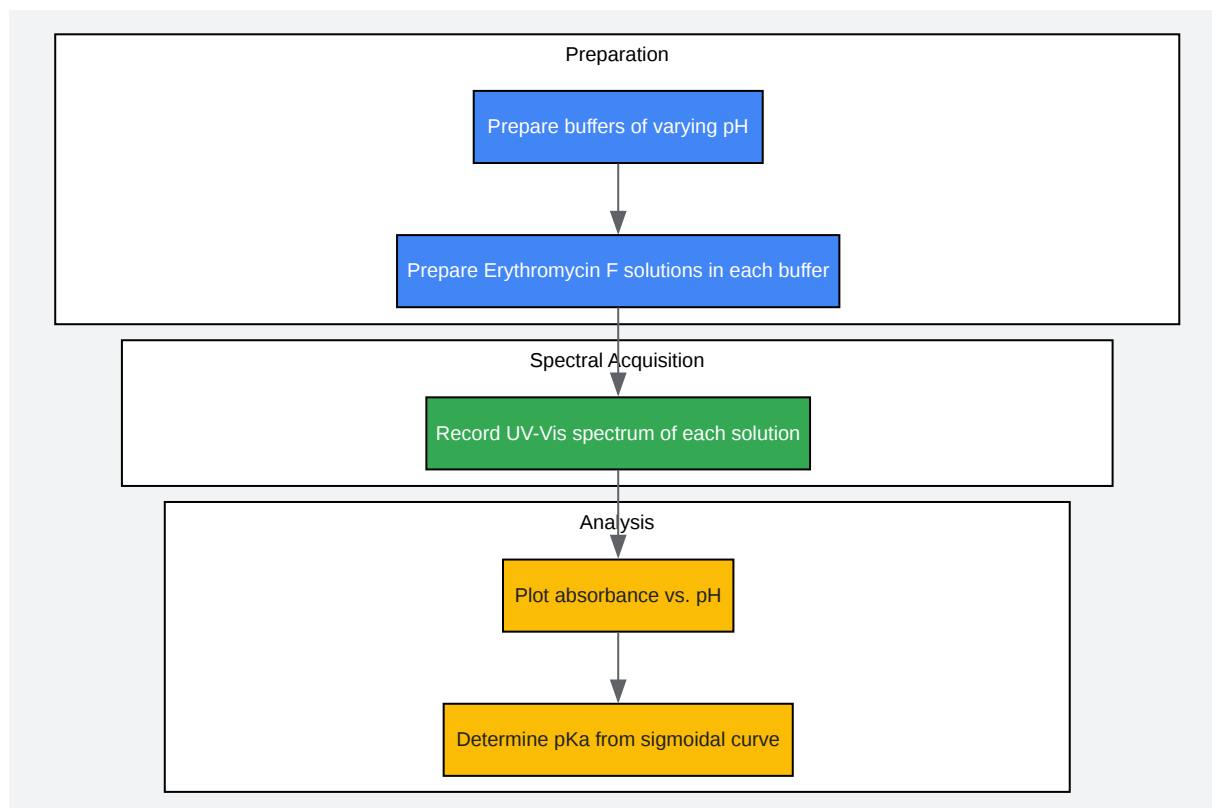 Preparation
Prepare buffers of varying pH
Prepare Erythromycin F solutions in each buffer
Spectral Acquisition
Record UV-Vis spectrum of each solution
Analysis
Plot absorbance vs. pH
Determine pKa from sigmoidal curve